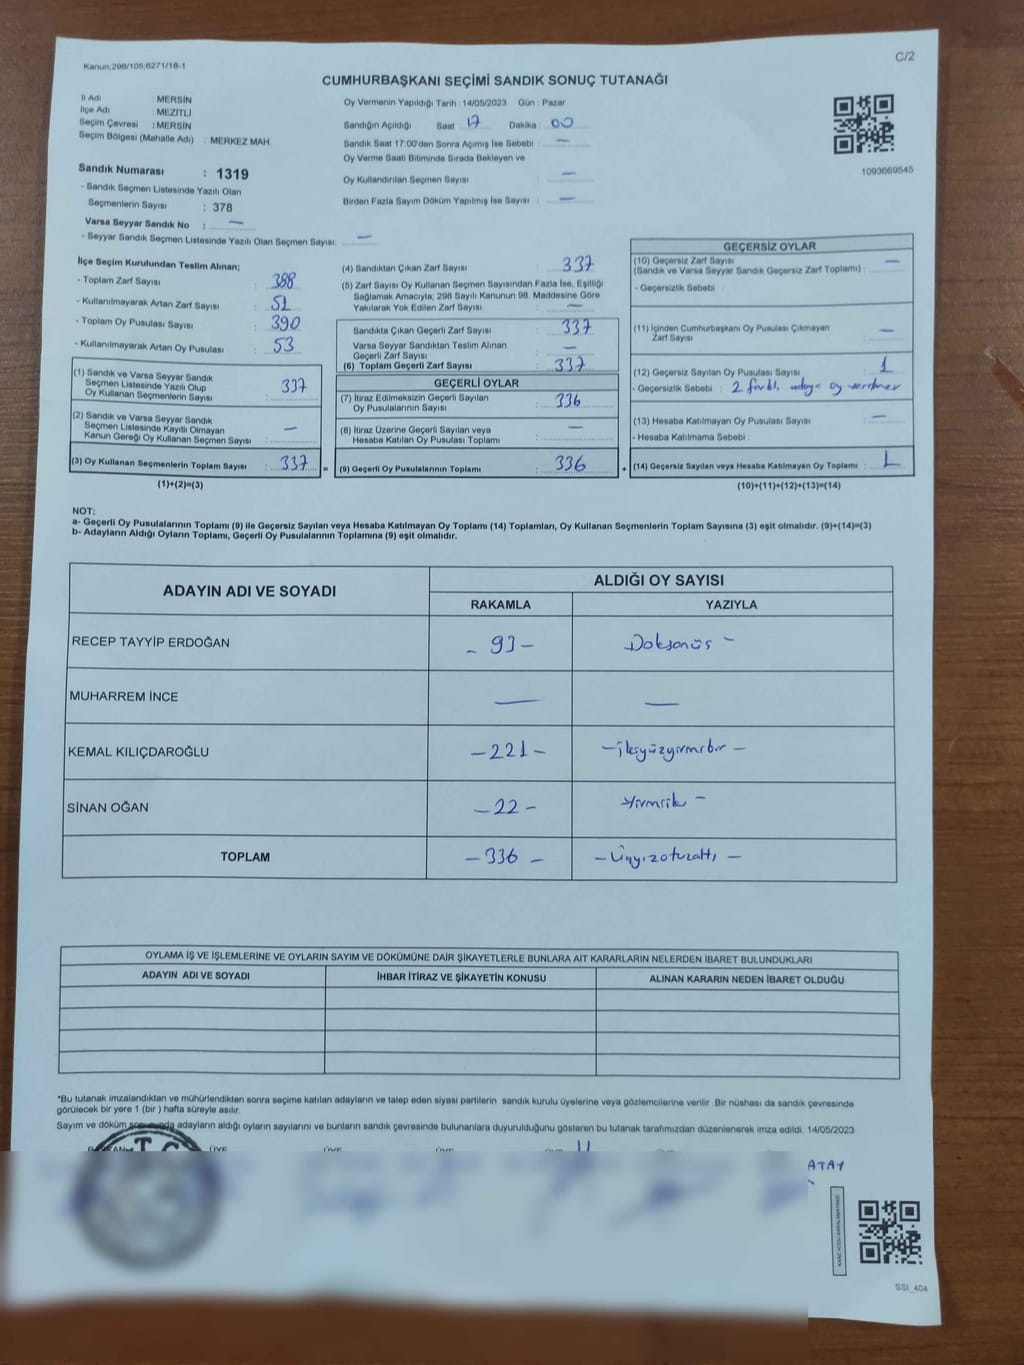 Kanun;298/105;6271/18-1
C/2
CUMHURBAŞKANI SEÇİMİ SANDIK SONUÇ TUTANAĞI
İl Adı : MERSİN
İlçe Adı : MEZİTLİ
Seçim Çevresi : MERSİN
Seçim Bölgesi (Mahalle Adı) : MERKEZ MAH.
Sandık Numarası : 1319
- Sandık Seçmen Listesinde Yazılı Olan
Seçmenlerin Sayısı : 378
Varsa Seyyar Sandık No : —
- Seyyar Sandık Seçmen Listesinde Yazılı Olan Seçmen Sayısı: —
Oy Vermenin Yapıldığı Tarih : 14/05/2023 Gün : Pazar
Sandığın Açıldığı Saat : 17 Dakika : 00
Sandık Saat 17:00'den Sonra Açımış İse Sebebi : —
Oy Verme Saati Bitiminde Sırada Bekleyen ve
Oy Kullandırılan Seçmen Sayısı : —
Birden Fazla Sayım Döküm Yapılmış İse Sayısı : —
1093669545
İlçe Seçim Kurulundan Teslim Alınan;
- Toplam Zarf Sayısı : 388
- Kullanılmayarak Artan Zarf Sayısı : 51
- Toplam Oy Pusulası Sayısı : 390
- Kullanılmayarak Artan Oy Pusulası : 53
(1) Sandık ve Varsa Seyyar Sandık
Seçmen Listesinde Yazılı Olup
Oy Kullanan Seçmenlerin Sayısı : 337
(2) Sandık ve Varsa Seyyar Sandık
Seçmen Listesinde Kayıtlı Olmayan
Kanun Gereği Oy Kullanan Seçmen Sayısı : —
(3) Oy Kullanan Seçmenlerin Toplam Sayısı : 337 =
(1)+(2)=(3)
(4) Sandıktan Çıkan Zarf Sayısı : 337
(5) Zarf Sayısı Oy Kullanan Seçmen Sayısından Fazla İse, Eşitliği
Sağlamak Amacıyla; 298 Sayılı Kanunun 98. Maddesine Göre
Yakılarak Yok Edilen Zarf Sayısı : —
Sandıkta Çıkan Geçerli Zarf Sayısı : 337
Varsa Seyyar Sandıktan Teslim Alınan
Geçerli Zarf Sayısı : —
(6) Toplam Geçerli Zarf Sayısı : 337
GEÇERLİ OYLAR
(7) İtiraz Edilmeksizin Geçerli Sayılan
Oy Pusulasının Sayısı : 336
(8) İtiraz Üzerine Geçerli Sayılan veya
Hesaba Katılan Oy Pusulası Toplamı : —
(9) Geçerli Oy Pusulalarının Toplamı : 336 +
GEÇERSİZ OYLAR
(10) Geçersiz Zarf Sayısı : —
(Sandık ve Varsa Seyyar Sandık Geçersiz Zarf Toplamı)
- Geçersizlik Sebebi :
(11) İçinden Cumhurbaşkanı Oy Pusulası Çıkmayan
Zarf Sayısı : —
(12) Geçersiz Sayılan Oy Pusulası Sayısı : 1
- Geçersizlik Sebebi : 2 farklı adaya oy verilmes
(13) Hesaba Katılmayan Oy Pusulası Sayısı : —
- Hesaba Katılmama Sebebi :
(14) Geçersiz Sayılan veya Hesaba Katılmayan Oy Toplamı : 1
(10)+(11)+(12)+(13)=(14)
NOT:
a- Geçerli Oy Pusulalarının Toplamı (9) ile Geçersiz Sayılan veya Hesaba Katılmayan Oy Toplamı (14) Toplamları, Oy Kullanan Seçmenlerin Toplam Sayısına (3) eşit olmalıdır. (9)+(14)=(3)
b- Adayların Aldığı Oyların Toplamı, Geçerli Oy Pusulalarının Toplamına (9) eşit olmalıdır.
ADAYIN ADI VE SOYADI
ALDIĞI OY SAYISI
RAKAMLA YAZIYLA
RECEP TAYYİP ERDOĞAN - 93 - Doksanüç -
MUHARREM İNCE — —
KEMAL KILIÇDAROĞLU - 221 - - ikiyüzyirmibir -
SİNAN OĞAN - 22 - Yirmiiki -
TOPLAM - 336 - - Üçyüzotuzaltı -
OYLAMA İŞ VE İŞLEMLERİNE VE OYLARIN SAYIM VE DÖKÜMÜNE DAİR ŞİKAYETLERLE BUNLARA AİT KARARLARIN NELERDEN İBARET BULUNDUKLARI
ADAYIN ADI VE SOYADI İHBAR İTİRAZ VE ŞİKAYETİN KONUSU ALINAN KARARIN NEDEN İBARET OLDUĞU
*Bu tutanak imzalandıktan ve mühürlendikten sonra seçime katılan adayların ve talep eden siyasi partilerin sandık kurulu üyelerine veya gözlemcilerine verilir .Bir nüshası da sandık çevresinde
görülecek bir yere 1 (bir ) hafta süreyle asılır.
Sayım ve döküm sonucunda adayların aldığı oyların sayılarını ve bunların sandık çevresinde bulunanlara duyurulduğunu gösteren bu tutanak tarafımızdan düzenlenerek imza edildi. 14/05/2023
BAŞKAN ÜYE ÜYE ÜYE ÜYE
T.C.
ATAY
SSI_404